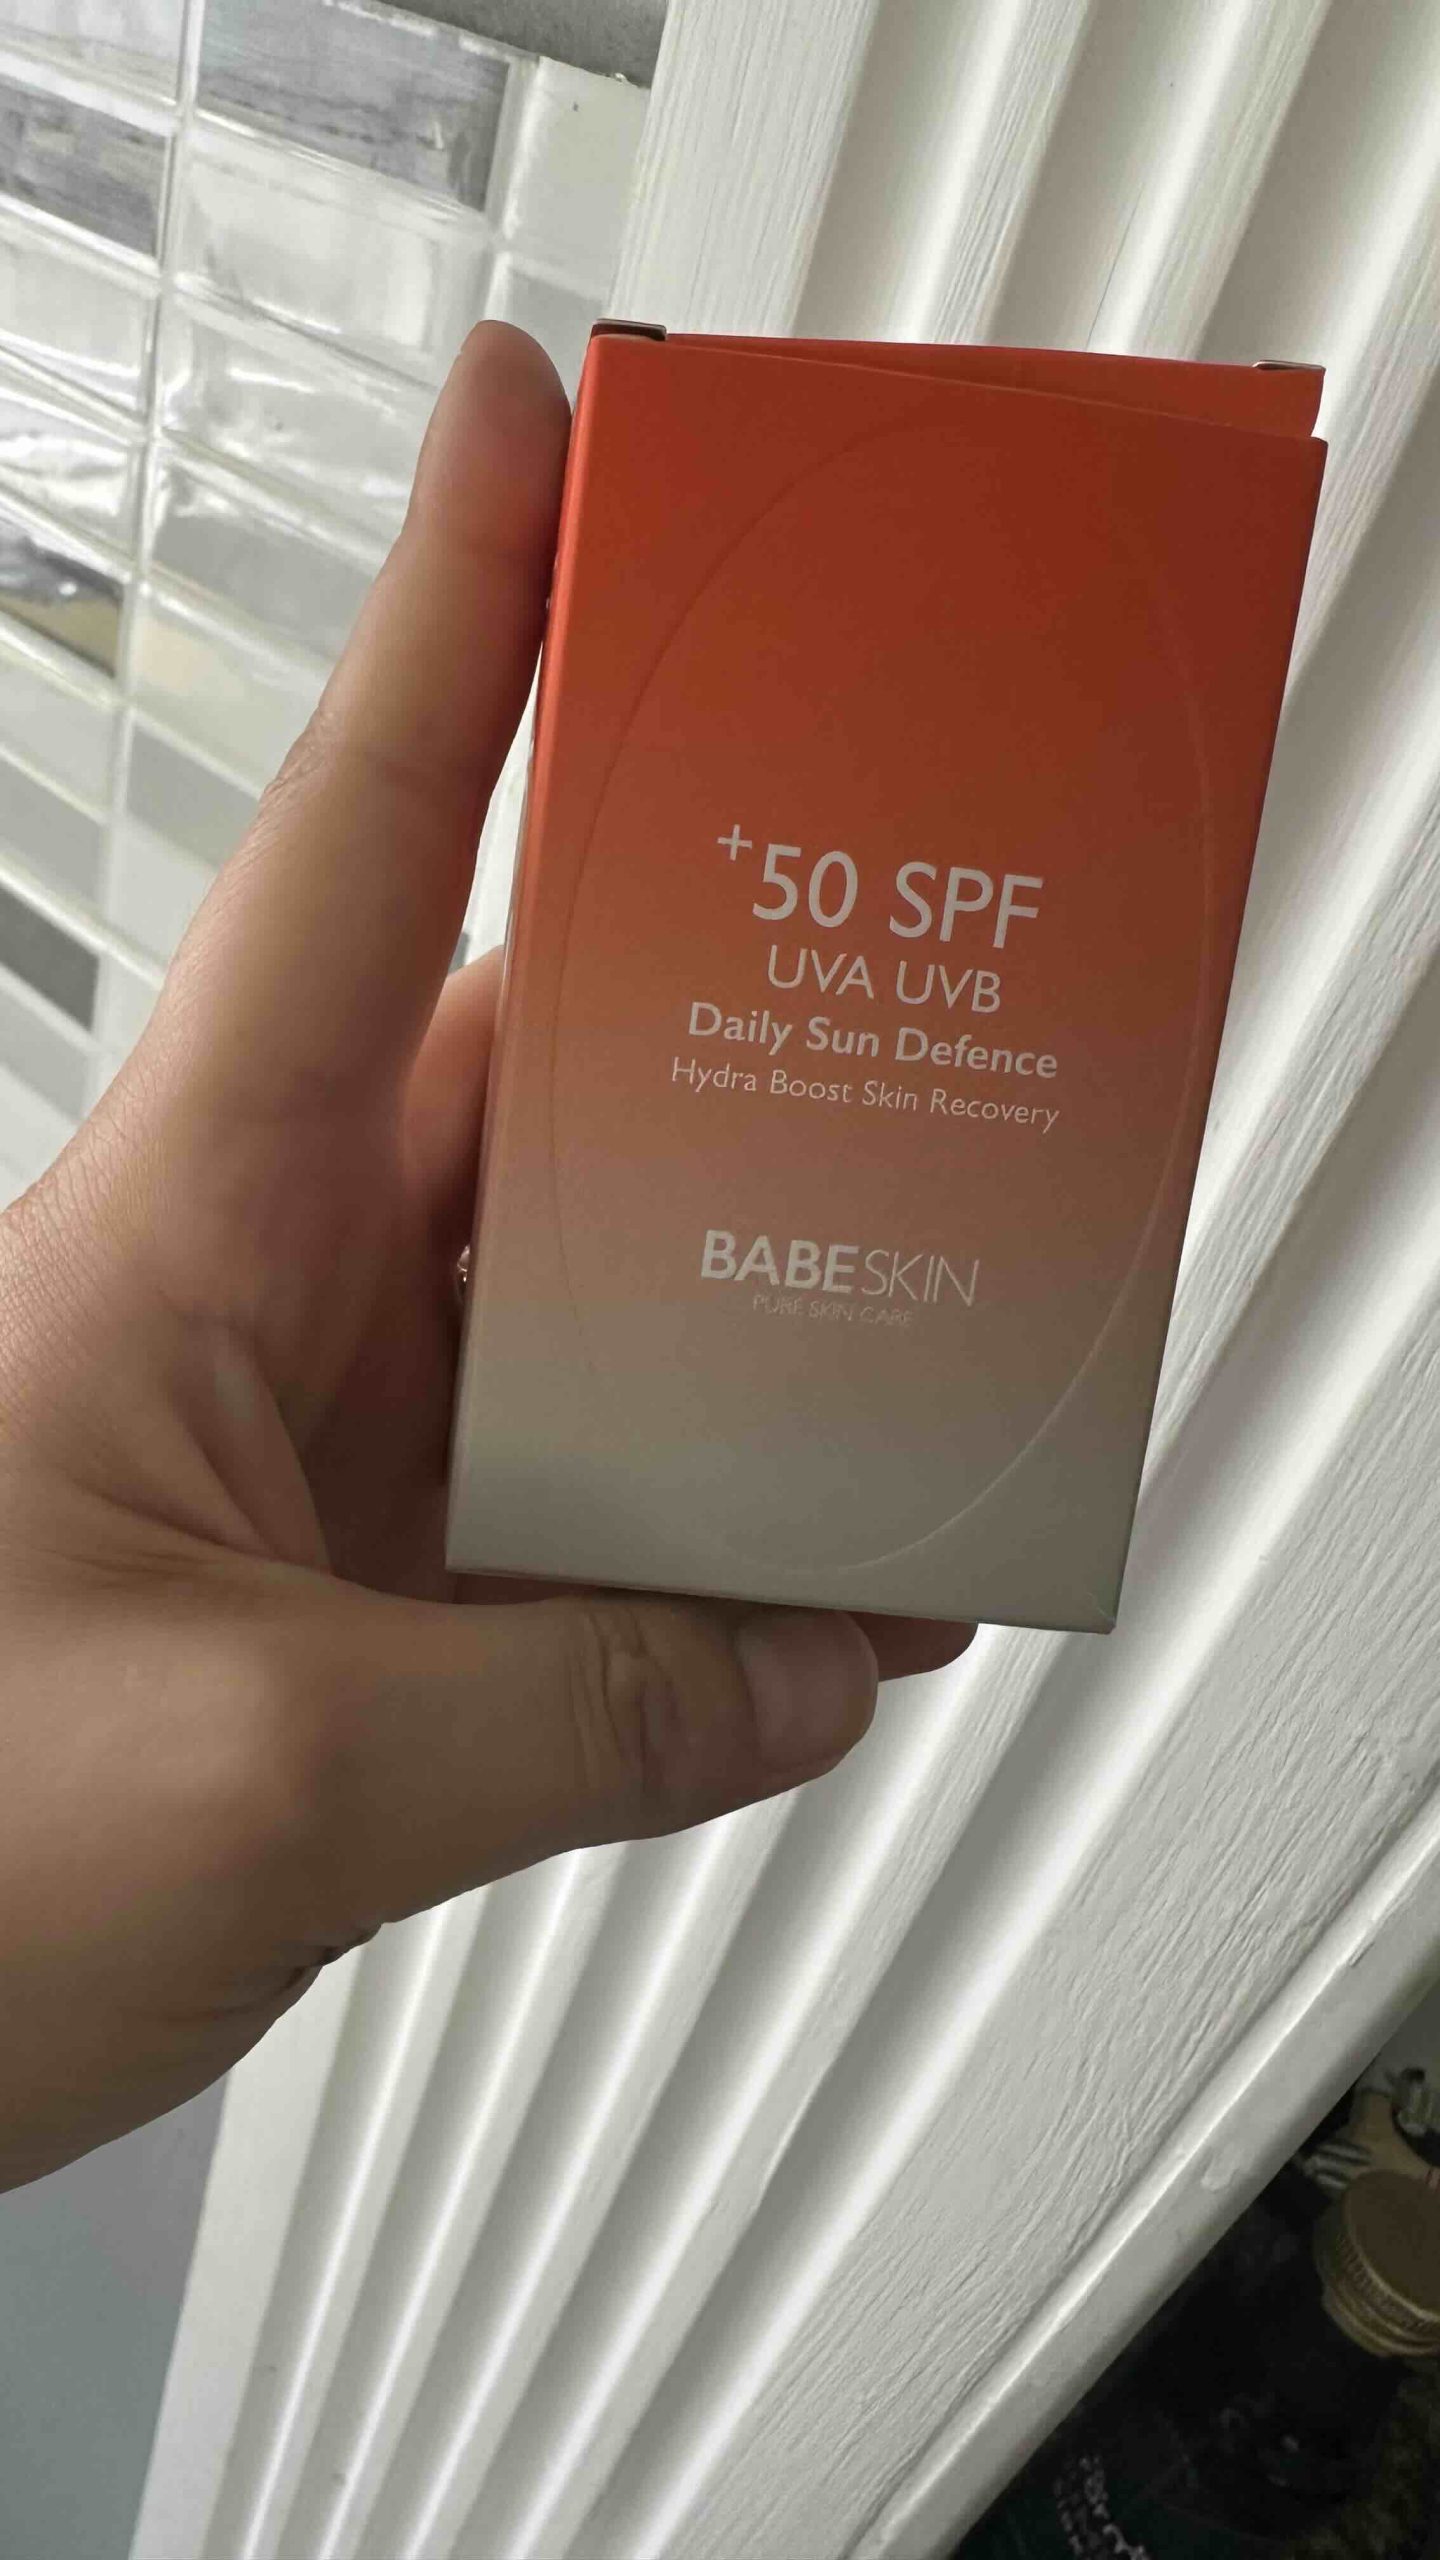 +50 SPF
UVA UVB
Daily Sun Defence
Hydra Boost Skin Recovery
BABESKIN
PURE SKIN CARE